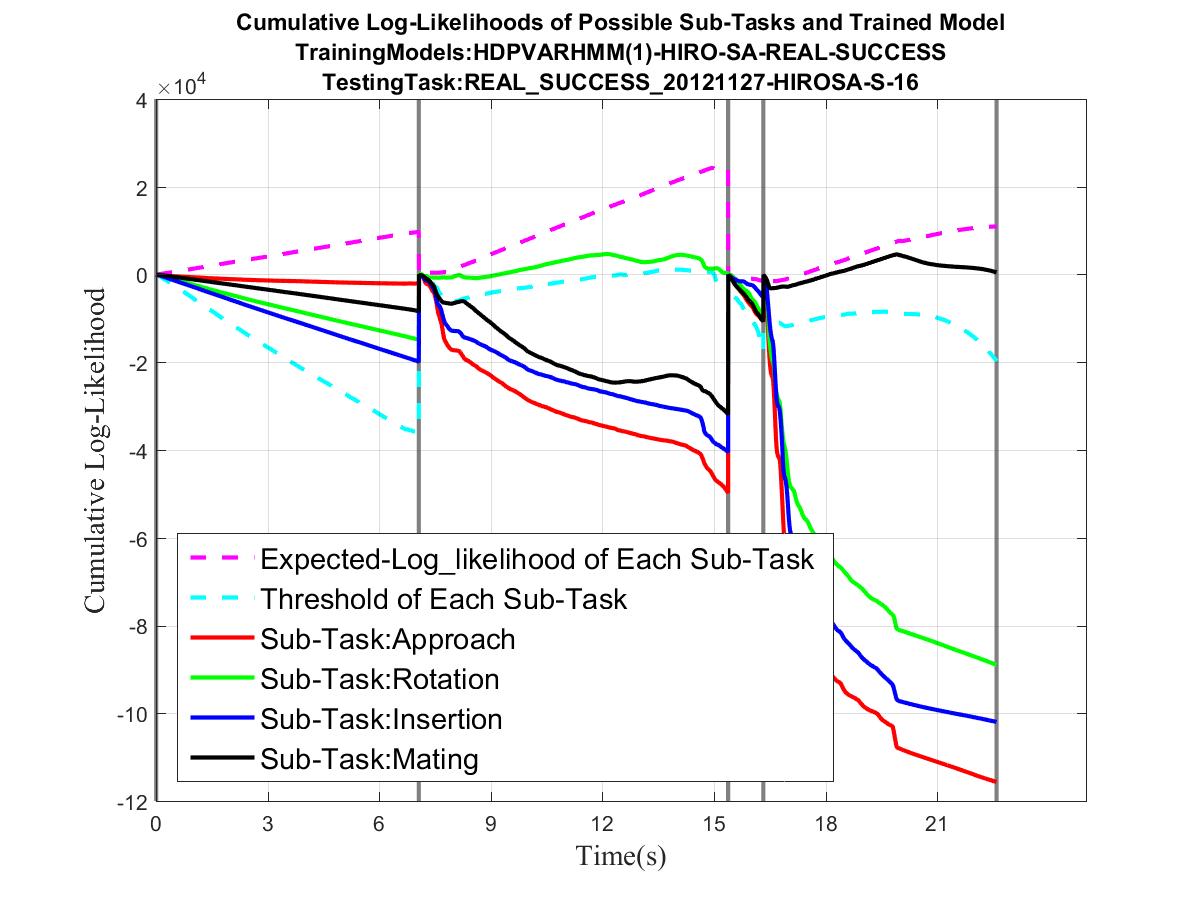 Cumulative Log-Likelihoods of Possible Sub-Tasks and Trained Model
TrainingModels:HDPVARHMM(1)-HIRO-SA-REAL-SUCCESS
TestingTask:REAL_SUCCESS_20121127-HIROSA-S-16
×10^4
4
2
0
-2
-4
-6
-8
-10
-12
Cumulative Log-Likelihood
Expected-Log_likelihood of Each Sub-Task
Threshold of Each Sub-Task
Sub-Task:Approach
Sub-Task:Rotation
Sub-Task:Insertion
Sub-Task:Mating
0 3 6 9 12 15 18 21
Time(s)